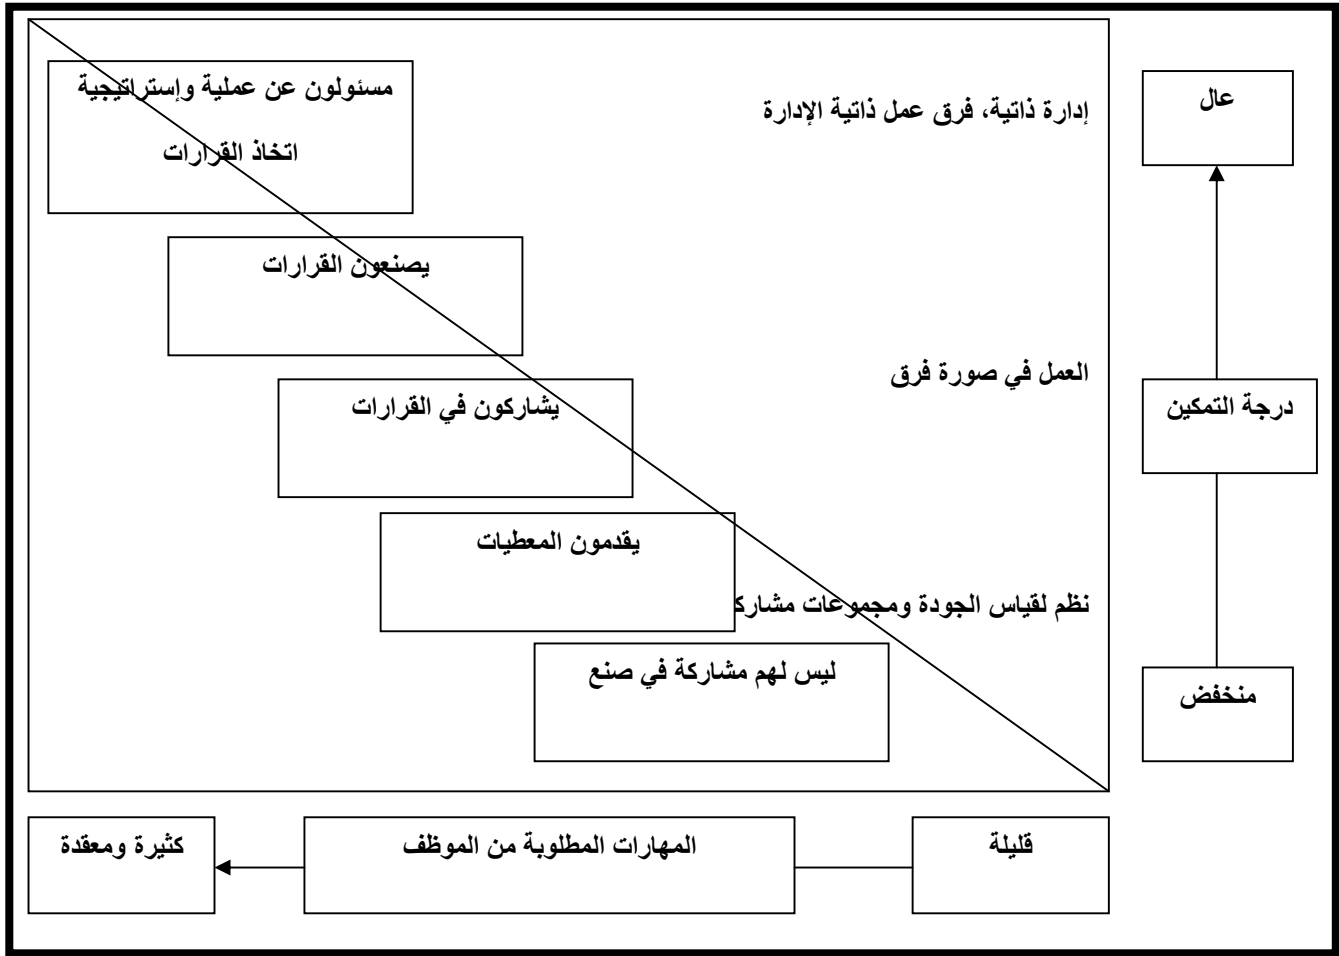 مسئولون عن عملية وإستراتيجية
اتخاذ القرارات
إدارة ذاتية، فرق عمل ذاتية الإدارة
عال
يصنعون القرارات
العمل في صورة فرق
يشاركون في القرارات
درجة التمكين
يقدمون المعطيات
نظم لقياس الجودة ومجموعات
ليس لهم مشاركة في صنع
منخفض
قليلة
المهارات المطلوبة من الموظف
كثيرة ومعقدة